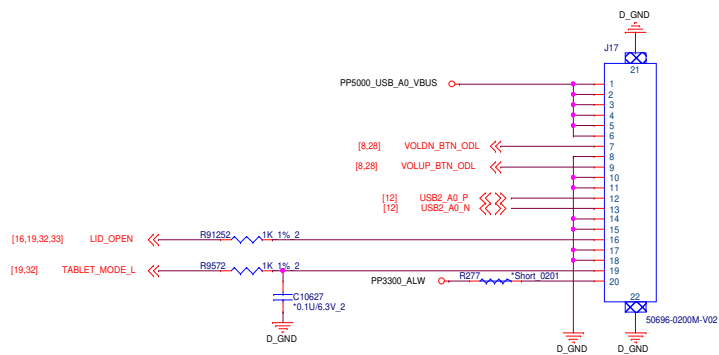 D_GND
J17
21
PP5000_USB_A0_VBUS
1
2
3
4
5
6
[8,28] VOLDN_BTN_ODL 7
8
[8,28] VOLUP_BTN_ODL 9
10
11
[12] USB2_A0_P 12
[12] USB2_A0_N 13
14
15
[16,19,32,33] LID_OPEN R91252 1K_1%_2 16
17
18
[19,32] TABLET_MODE_L R9572 1K_1%_2 19
PP3300_ALW R277 *Short_0201 20
C10627
*0.1U/6.3V_2
22
50696-0200M-V02
D_GND
D_GND
D_GND